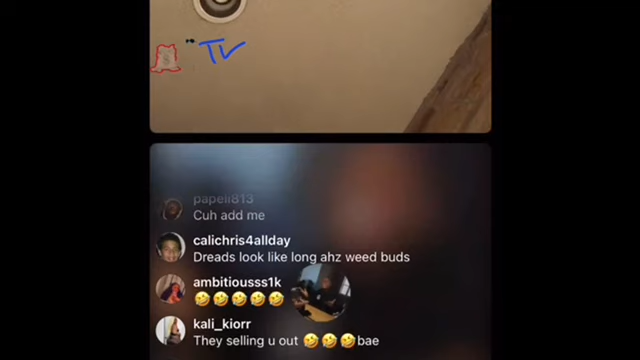 TV
papeli813
Cuh add me
calichris4allday
Dreads look like long ahz weed buds
ambitiousss1k
🤣🤣🤣🤣🤣
kali_kiorr
They selling u out 🤣🤣🤣bae